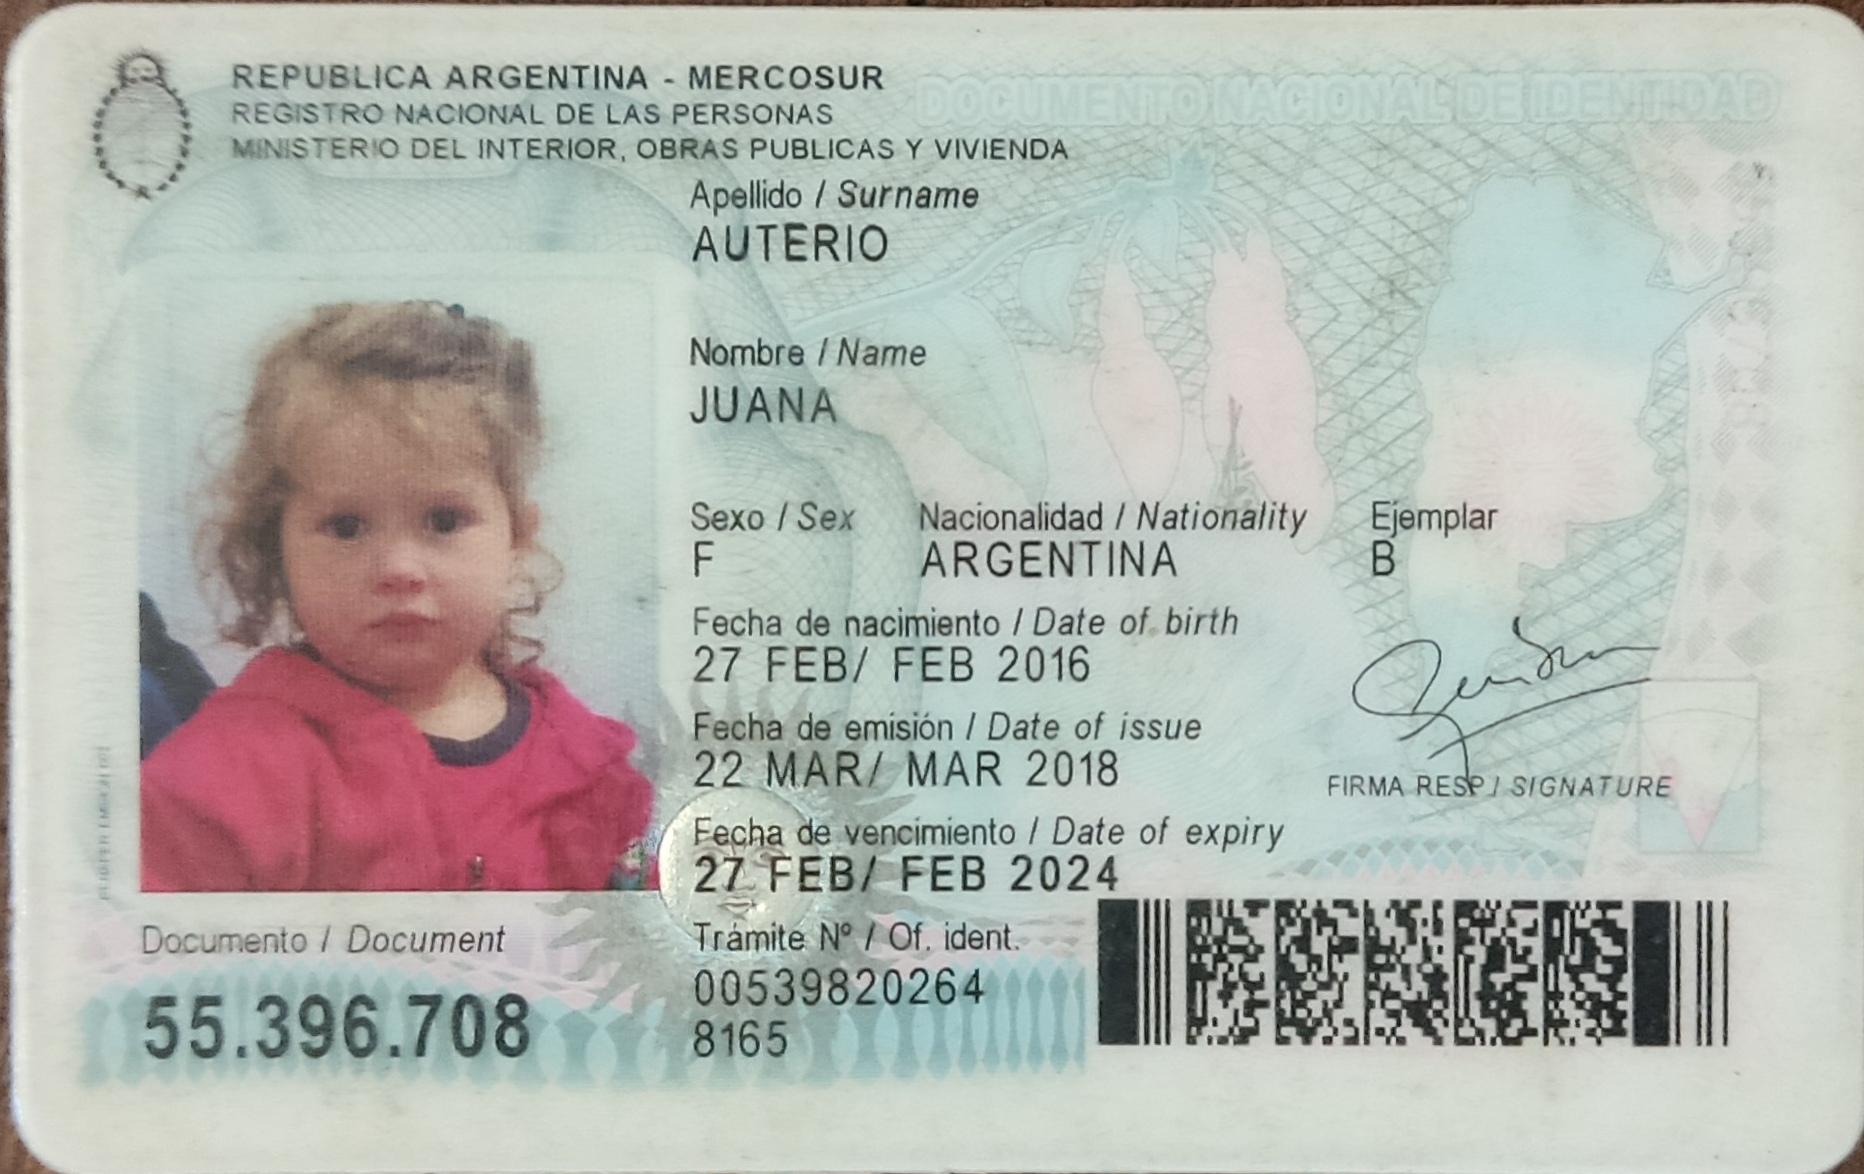 REPUBLICA ARGENTINA - MERCOSUR
REGISTRO NACIONAL DE LAS PERSONAS
MINISTERIO DEL INTERIOR, OBRAS PUBLICAS Y VIVIENDA
DOCUMENTO NACIONAL DE IDENTIDAD
Apellido / Surname
AUTERIO
Nombre / Name
JUANA
Sexo / Sex Nacionalidad / Nationality Ejemplar
F ARGENTINA B
Fecha de nacimiento / Date of birth
27 FEB/ FEB 2016
Fecha de emisión / Date of issue
22 MAR/ MAR 2018
FIRMA RESP / SIGNATURE
Fecha de vencimiento / Date of expiry
27 FEB/ FEB 2024
Documento / Document
55.396.708
Trámite Nº / Of. ident.
00539820264
8165